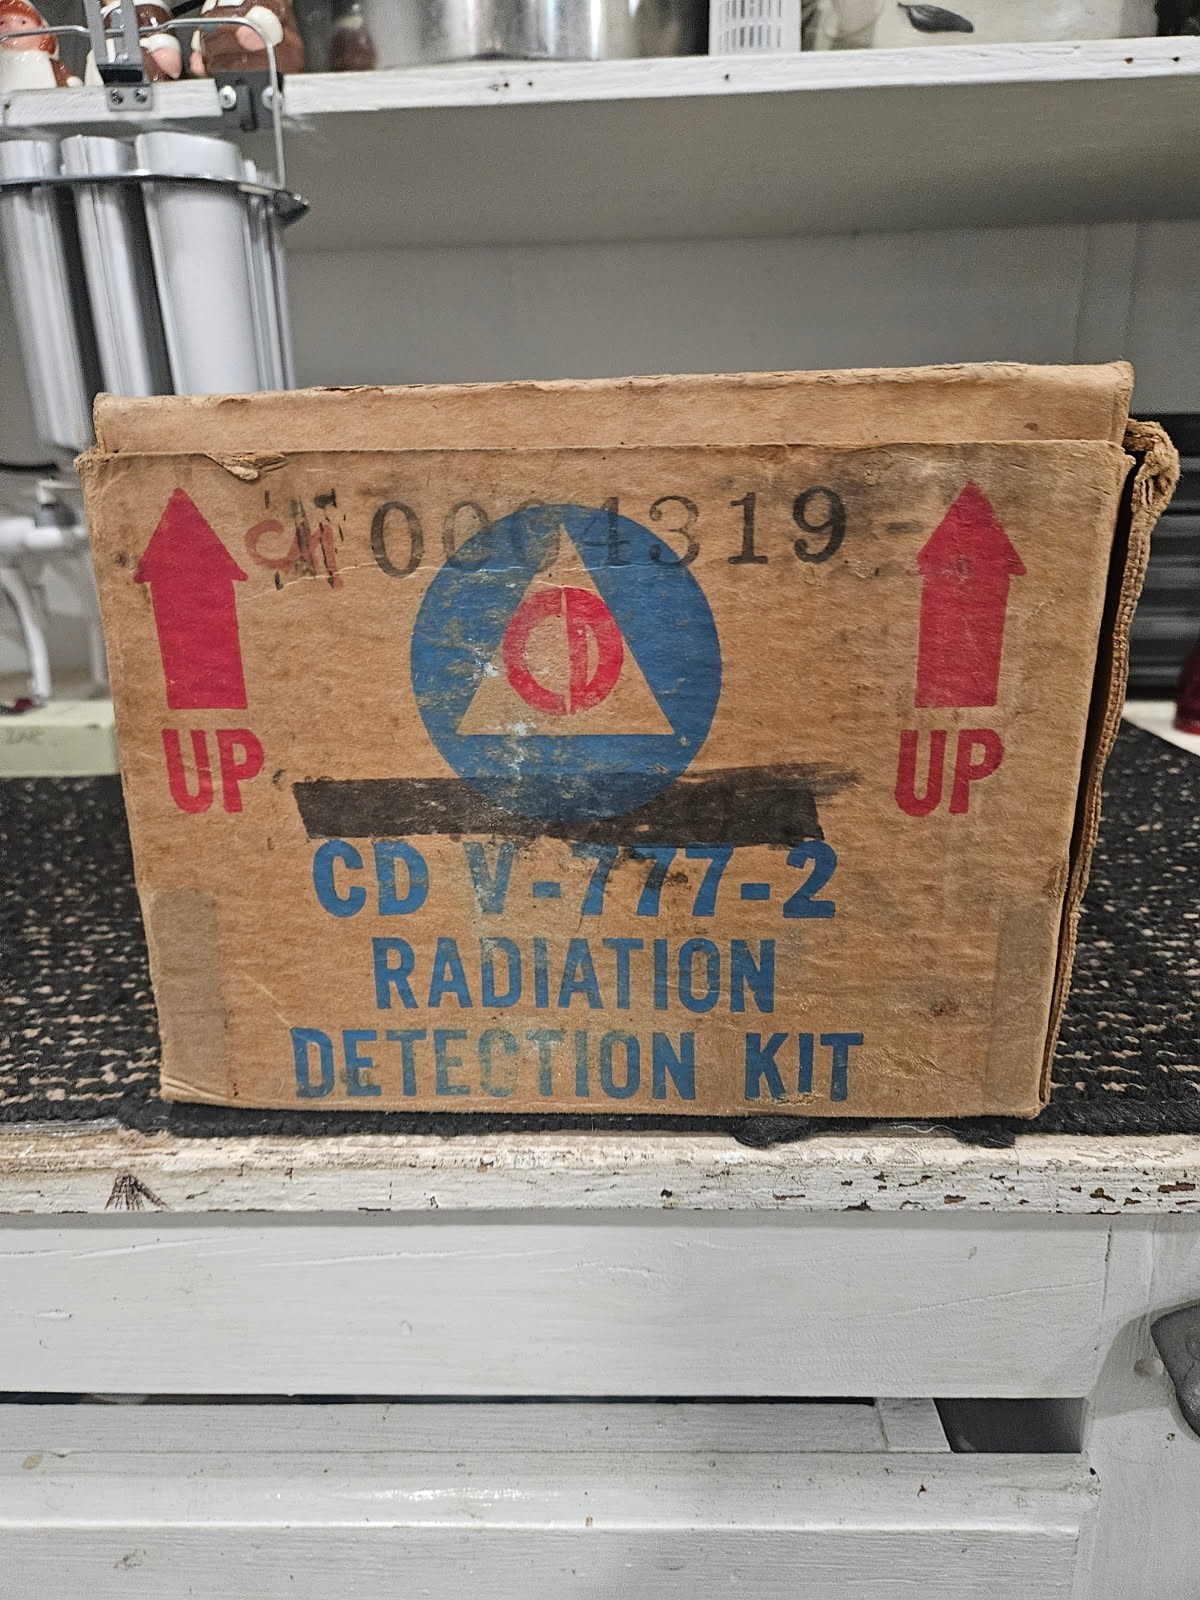 0004319
CD
UP
UP
CD V-777-2
RADIATION
DETECTION KIT